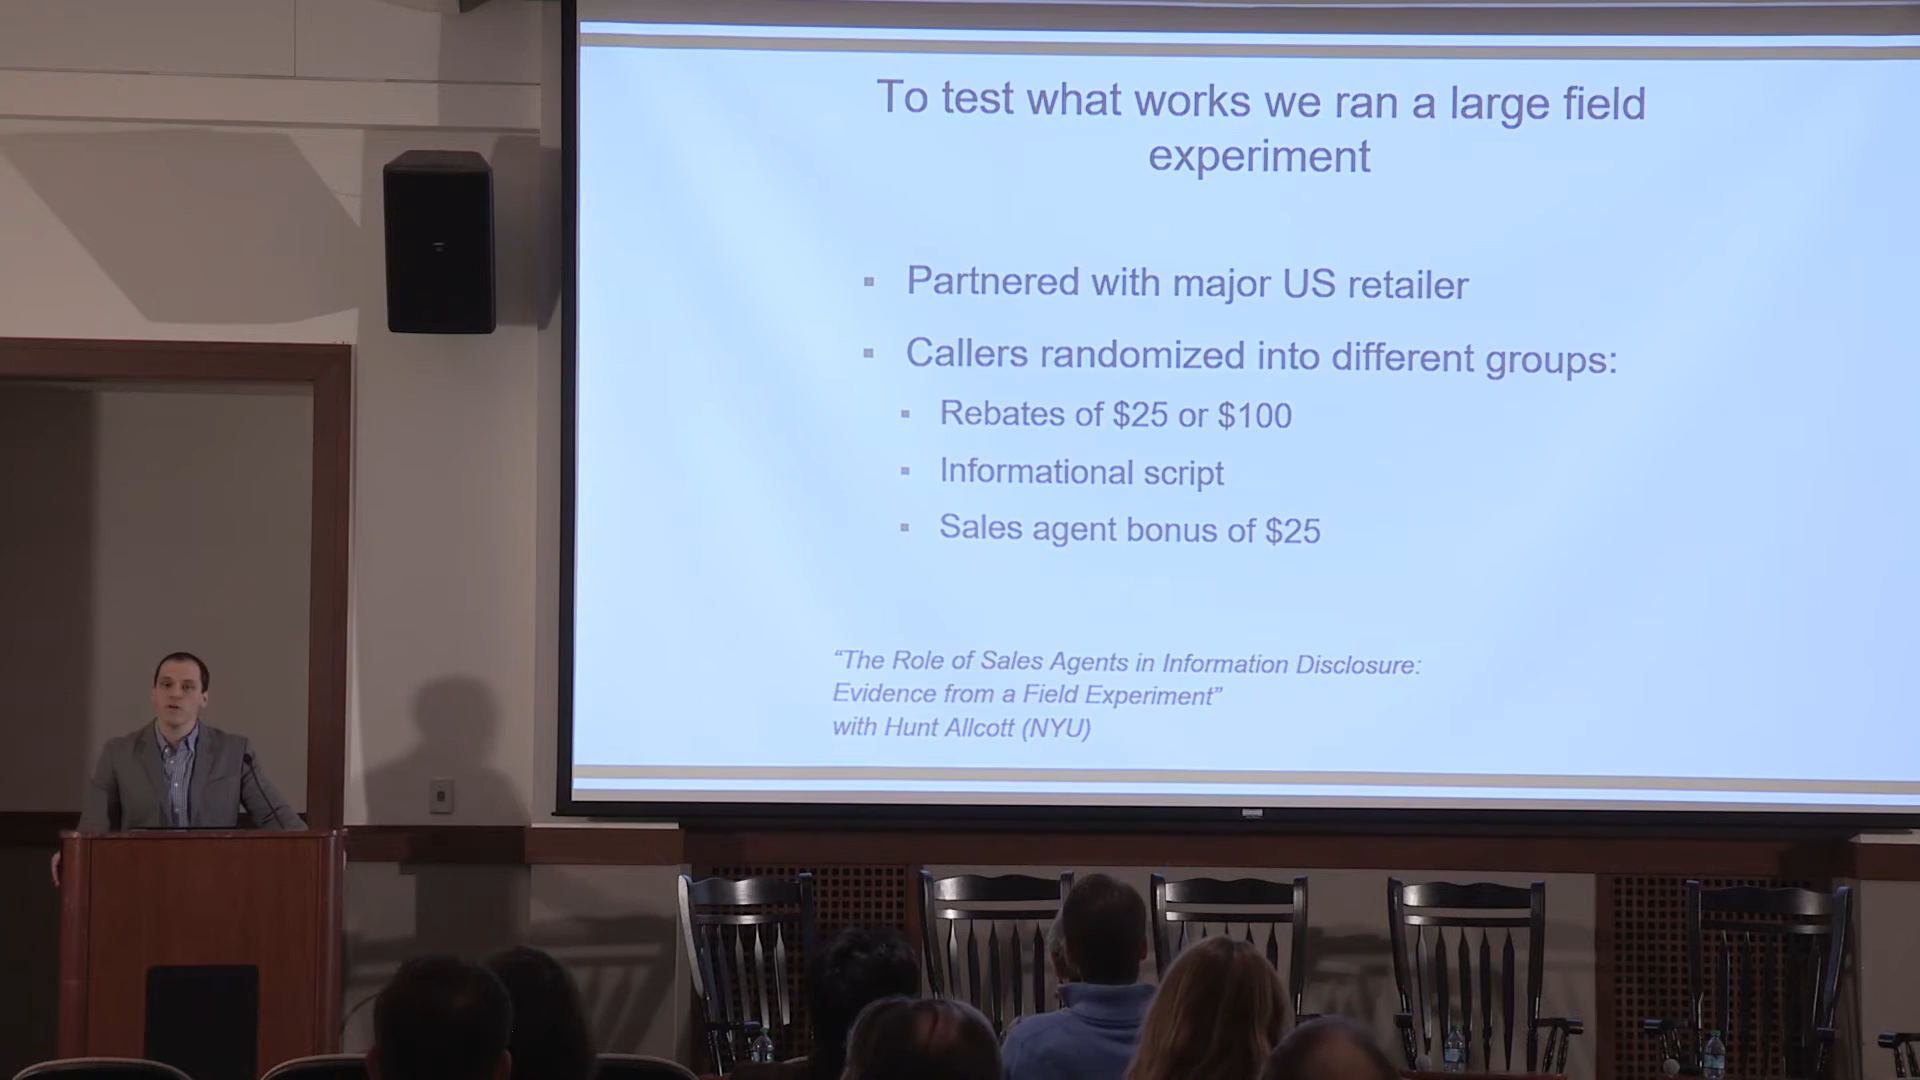 To test what works we ran a large field
experiment
Partnered with major US retailer
Callers randomized into different groups:
Rebates of $25 or $100
Informational script
Sales agent bonus of $25
“The Role of Sales Agents in Information Disclosure:
Evidence from a Field Experiment”
with Hunt Allcott (NYU)